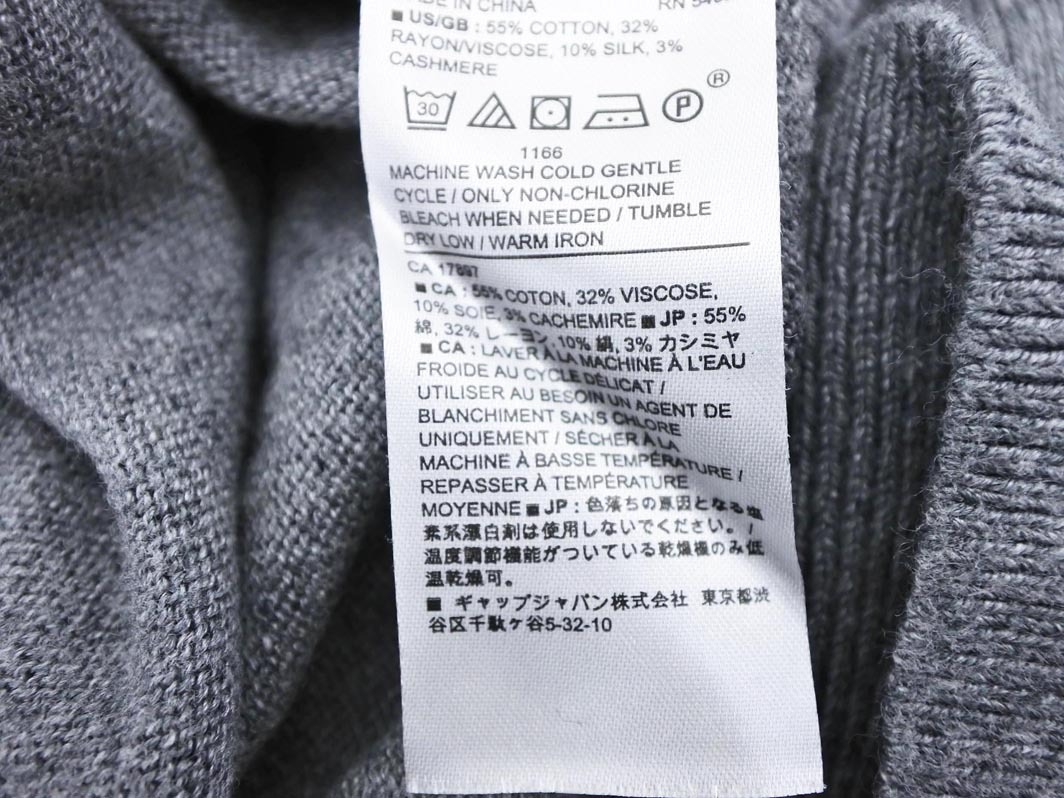 IN CHINA RN
■ US/GB : 55% COTTON, 32%
RAYON/VISCOSE, 10% SILK, 3%
CASHMERE
30 P ®
1166
MACHINE WASH COLD GENTLE
CYCLE / ONLY NON-CHLORINE
BLEACH WHEN NEEDED / TUMBLE
DRY LOW / WARM IRON
CA 17897
■ CA : 55% COTON, 32% VISCOSE,
10% SOIE, 3% CACHEMIRE ■ JP : 55%
綿, 32% レーヨン, 10% 絹, 3% カシミヤ
■ CA : LAVER À LA MACHINE À L'EAU
FROIDE AU CYCLE DÉLICAT /
UTILISER AU BESOIN UN AGENT DE
BLANCHIMENT SANS CHLORE
UNIQUEMENT / SÉCHER À LA
MACHINE À BASSE TEMPÉRATURE /
REPASSER À TEMPÉRATURE
MOYENNE ■ JP : 色落ちの原因となる塩
素系漂白剤は使用しないでください。 /
温度調節機能がついている乾燥機のみ低
温乾燥可。
■ ギャップジャパン株式会社 東京都渋
谷区千駄ケ谷5-32-10